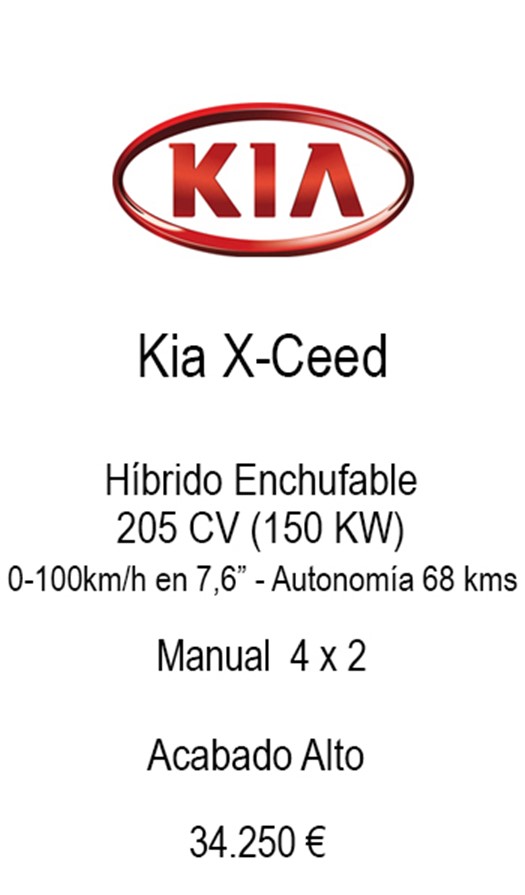 KIA
Kia X-Ceed
Híbrido Enchufable
205 CV (150 KW)
0-100km/h en 7,6” - Autonomía 68 kms
Manual 4 x 2
Acabado Alto
34.250 €